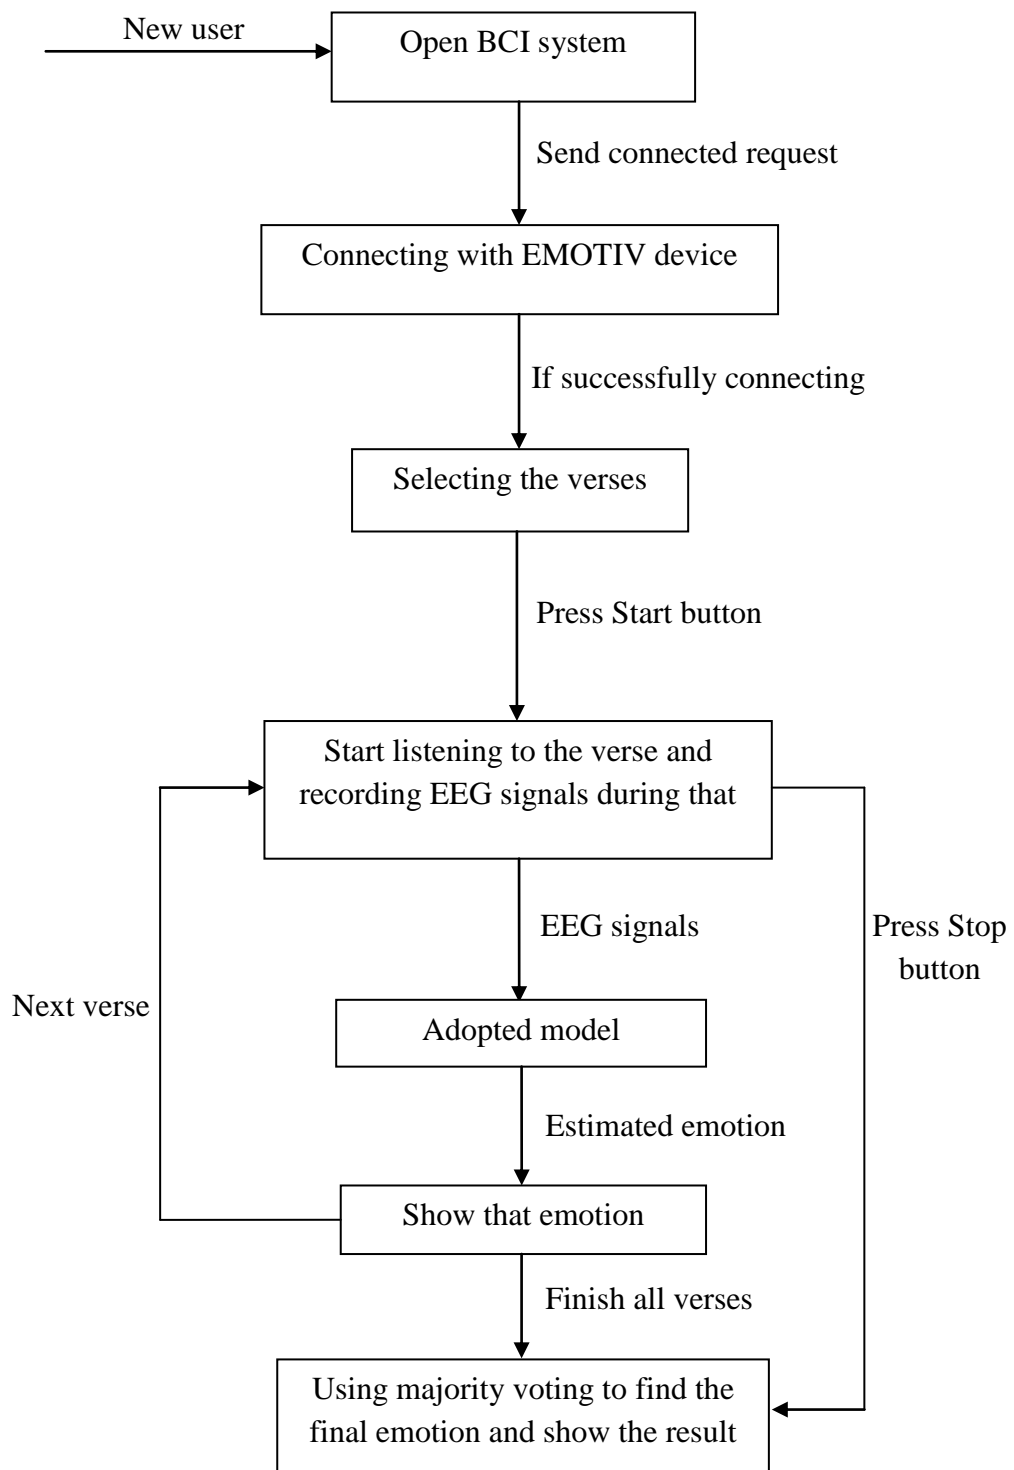 New user
Open BCI system
Send connected request
Connecting with EMOTIV device
If successfully connecting
Selecting the verses
Press Start button
Start listening to the verse and
recording EEG signals during that
EEG signals
Press Stop
button
Next verse
Adopted model
Estimated emotion
Show that emotion
Finish all verses
Using majority voting to find the
final emotion and show the result